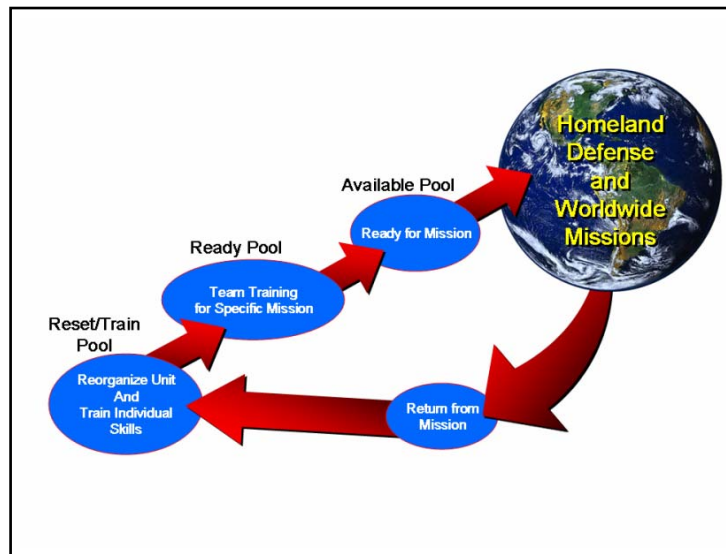 Homeland
Defense
and
Worldwide
Missions
Available Pool
Ready for Mission
Ready Pool
Team Training
for Specific Mission
Reset/Train
Pool
Reorganize Unit
And
Train Individual
Skills
Return from
Mission